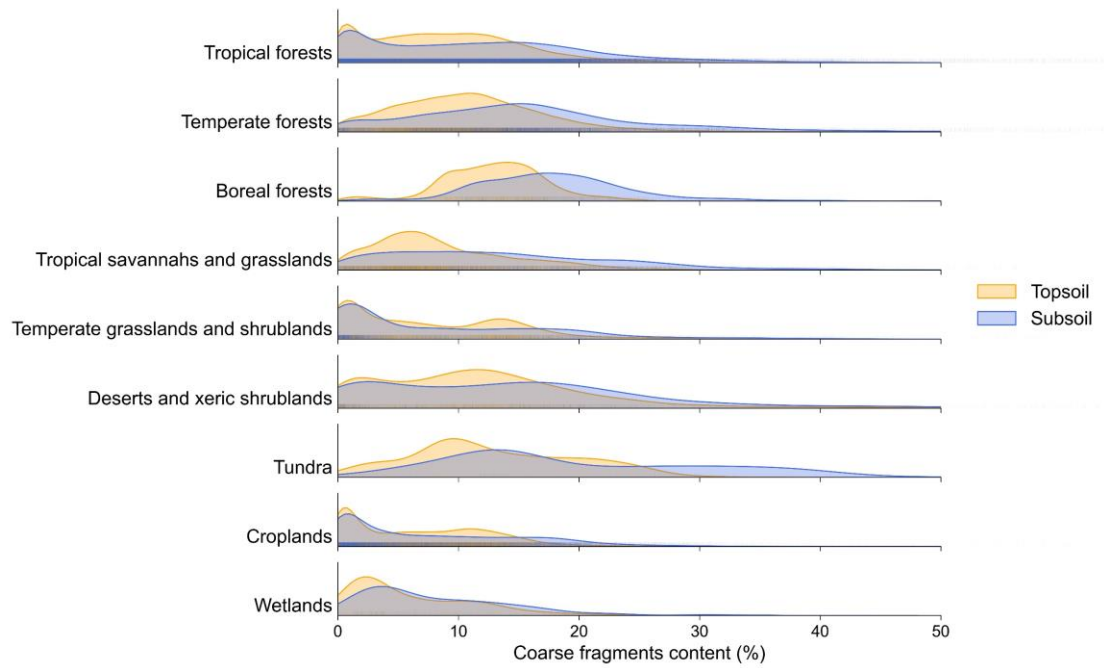 Tropical forests
Temperate forests
Boreal forests
Tropical savannahs and grasslands
Temperate grasslands and shrublands
Deserts and xeric shrublands
Tundra
Croplands
Wetlands
Topsoil
Subsoil
0 10 20 30 40 50
Coarse fragments content (%)